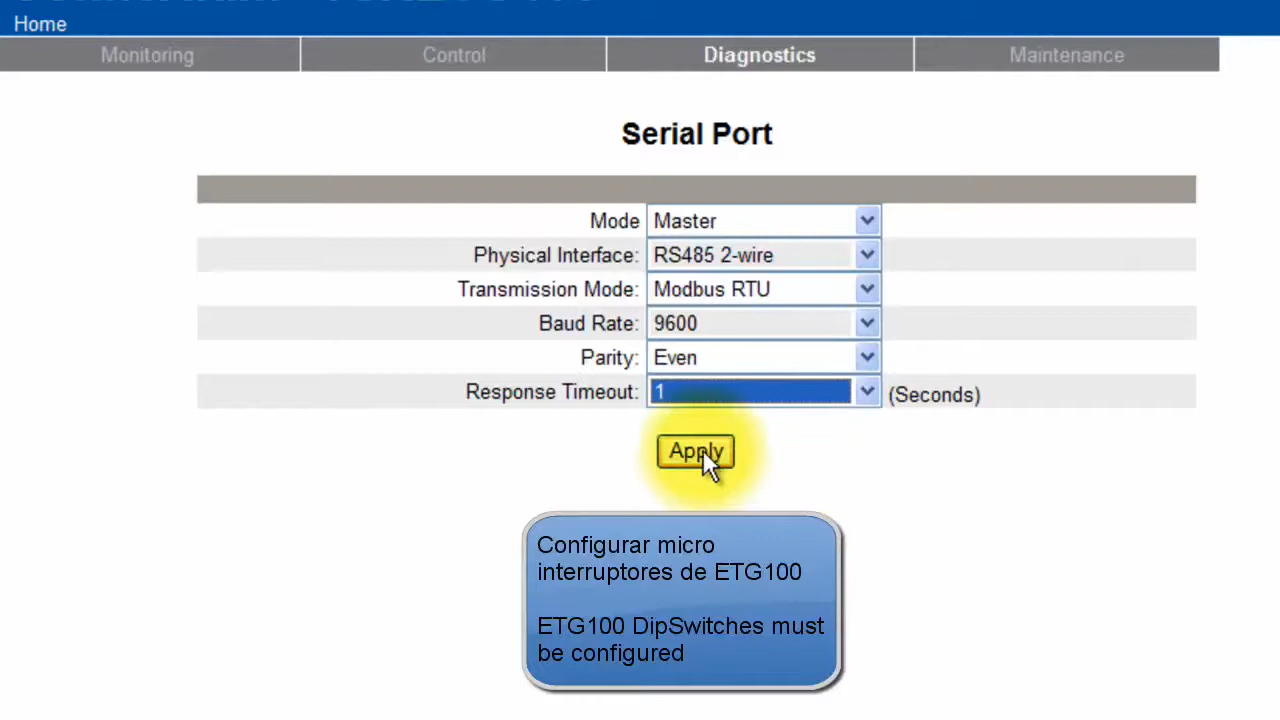 Home
Monitoring Control Diagnostics Maintenance
Serial Port
Mode Master
Physical Interface: RS485 2-wire
Transmission Mode: Modbus RTU
Baud Rate: 9600
Parity: Even
Response Timeout: 1 (Seconds)
Apply
Configurar micro
interruptores de ETG100
ETG100 DipSwitches must
be configured